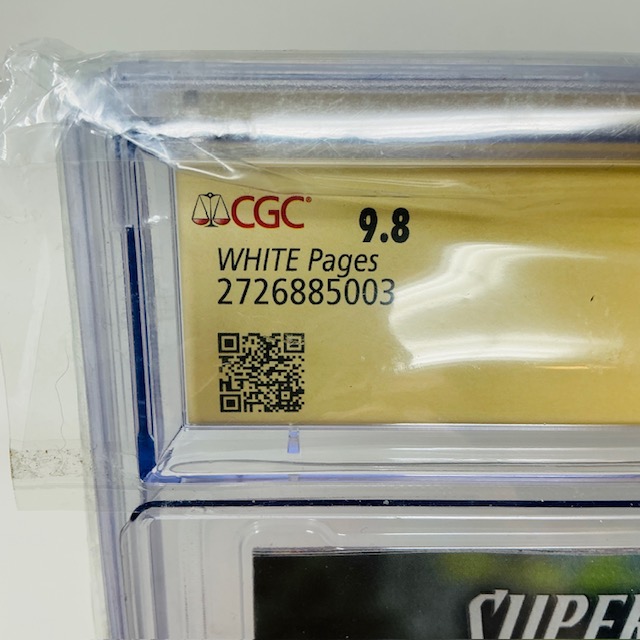 CGC® 9.8
WHITE Pages
2726885003